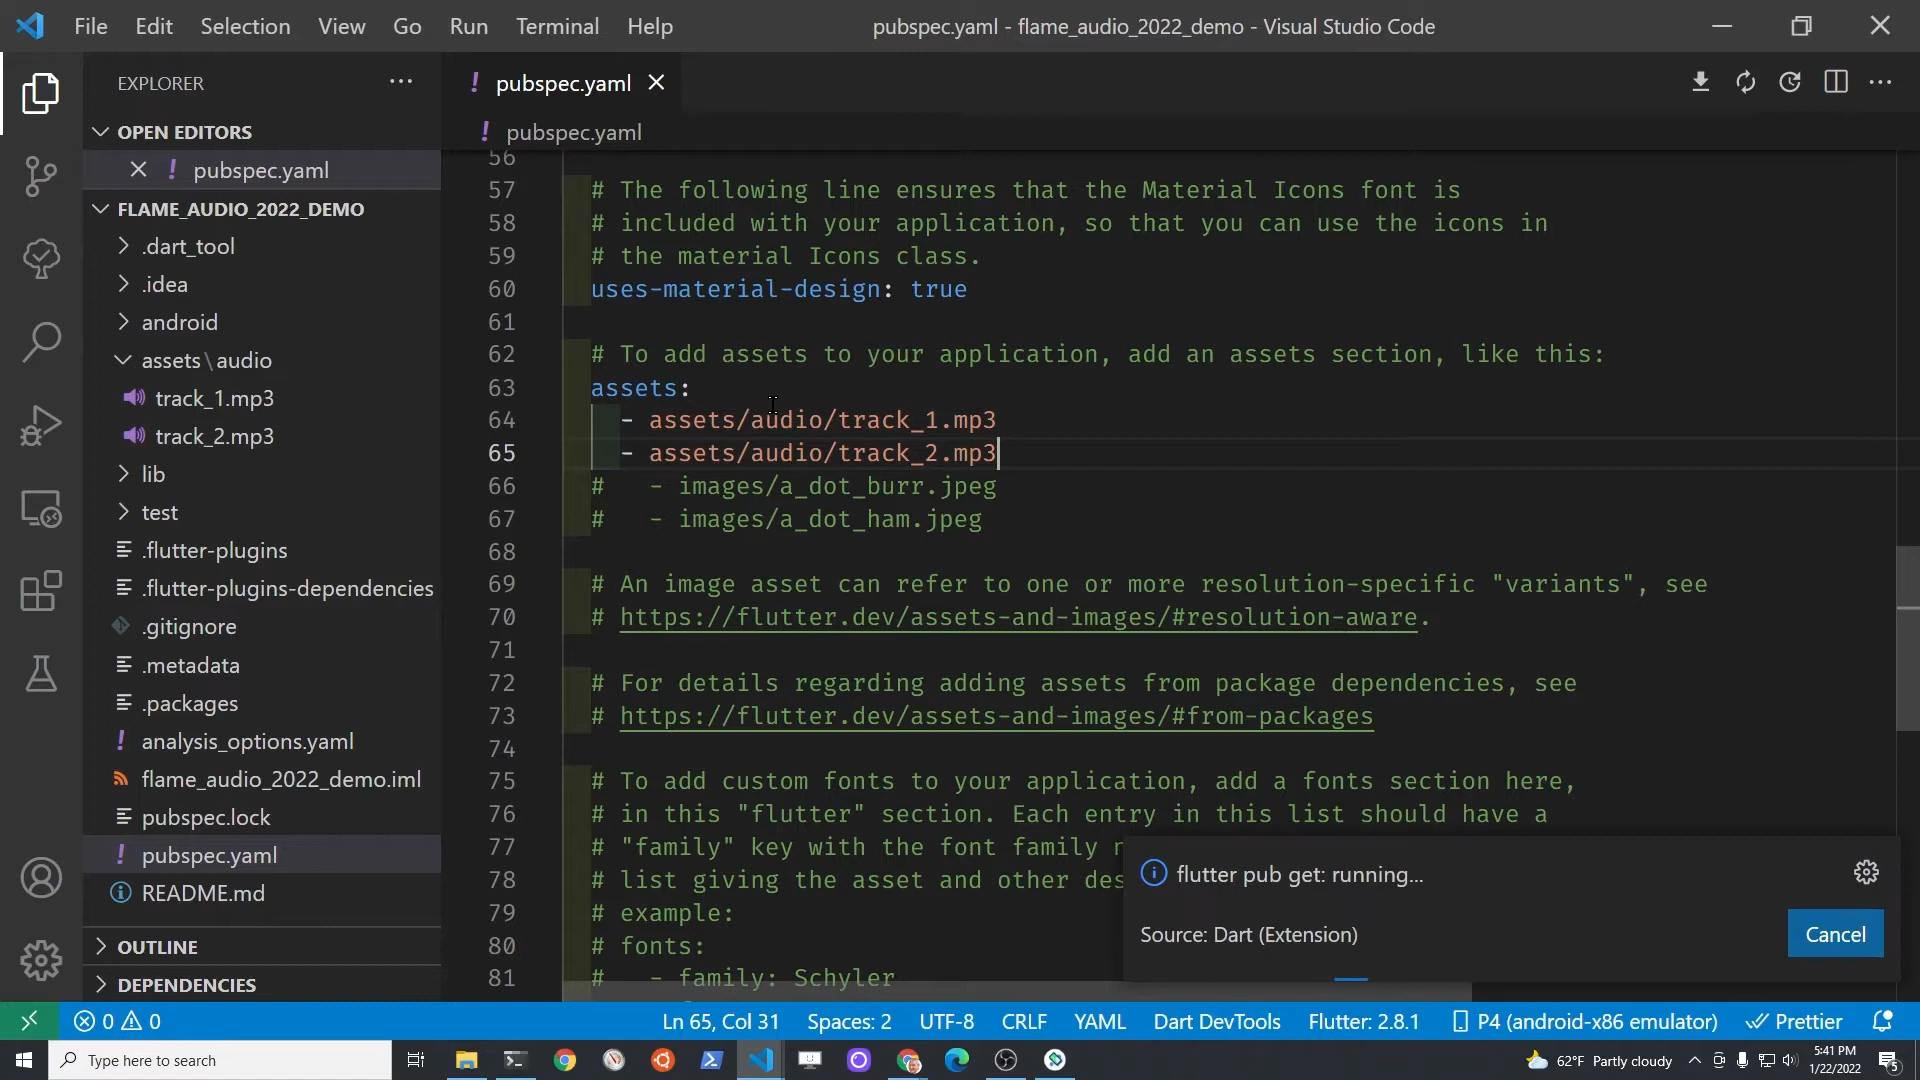 File Edit Selection View Go Run Terminal Help
pubspec.yaml - flame_audio_2022_demo - Visual Studio Code
EXPLORER
OPEN EDITORS
pubspec.yaml
FLAME_AUDIO_2022_DEMO
.dart_tool
.idea
android
assets\audio
track_1.mp3
track_2.mp3
lib
test
.flutter-plugins
.flutter-plugins-dependencies
.gitignore
.metadata
.packages
analysis_options.yaml
flame_audio_2022_demo.iml
pubspec.lock
pubspec.yaml
README.md
OUTLINE
DEPENDENCIES
pubspec.yaml
pubspec.yaml
56
57 # The following line ensures that the Material Icons font is
58 # included with your application, so that you can use the icons in
59 # the material Icons class.
60 uses-material-design: true
61
62 # To add assets to your application, add an assets section, like this:
63 assets:
64 - assets/audio/track_1.mp3
65 - assets/audio/track_2.mp3
66 # - images/a_dot_burr.jpeg
67 # - images/a_dot_ham.jpeg
68
69 # An image asset can refer to one or more resolution-specific "variants", see
70 # https://flutter.dev/assets-and-images/#resolution-aware.
71
72 # For details regarding adding assets from package dependencies, see
73 # https://flutter.dev/assets-and-images/#from-packages
74
75 # To add custom fonts to your application, add a fonts section here,
76 # in this "flutter" section. Each entry in this list should have a
77 # "family" key with the font family
78 # list giving the asset and other
79 # example:
80 # fonts:
81 # - family: Schyler
flutter pub get: running...
Source: Dart (Extension)
Cancel
0 0
Ln 65, Col 31 Spaces: 2 UTF-8 CRLF YAML Dart DevTools Flutter: 2.8.1 P4 (android-x86 emulator) Prettier
Type here to search
62°F Partly cloudy
5:41 PM
1/22/2022
5